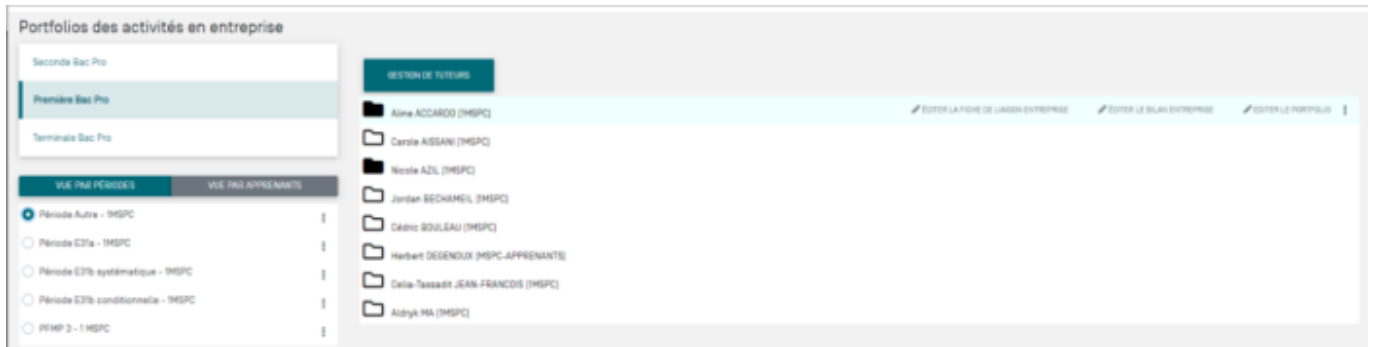 Portfolios des activités en entreprise
Seconde Bac Pro
Première Bac Pro
Terminale Bac Pro
VUE PAR PÉRIODES
VUE PAR APPRENANTS
Période Autre - 1MSPC
Période E31a - 1MSPC
Période E31b systématique - 1MSPC
Période E31b conditionnelle - 1MSPC
PFMP 3 - 1 MSPC
GESTION DE TUTEURS
Aline ACCARDO (1MSPC)
ÉDITER LA FICHE DE LIAISON ENTREPRISE
ÉDITER LE BILAN ENTREPRISE
EDITER LE PORTFOLIO
Carole AISSANI (1MSPC)
Nicole AZIL (1MSPC)
Jordan BECHAMEIL (1MSPC)
Cédric BOULEAU (1MSPC)
Herbert DEGENOUX (MSPC-APPRENANTS)
Celia-Tassadit JEAN-FRANCOIS (1MSPC)
Aldnyk MA (1MSPC)